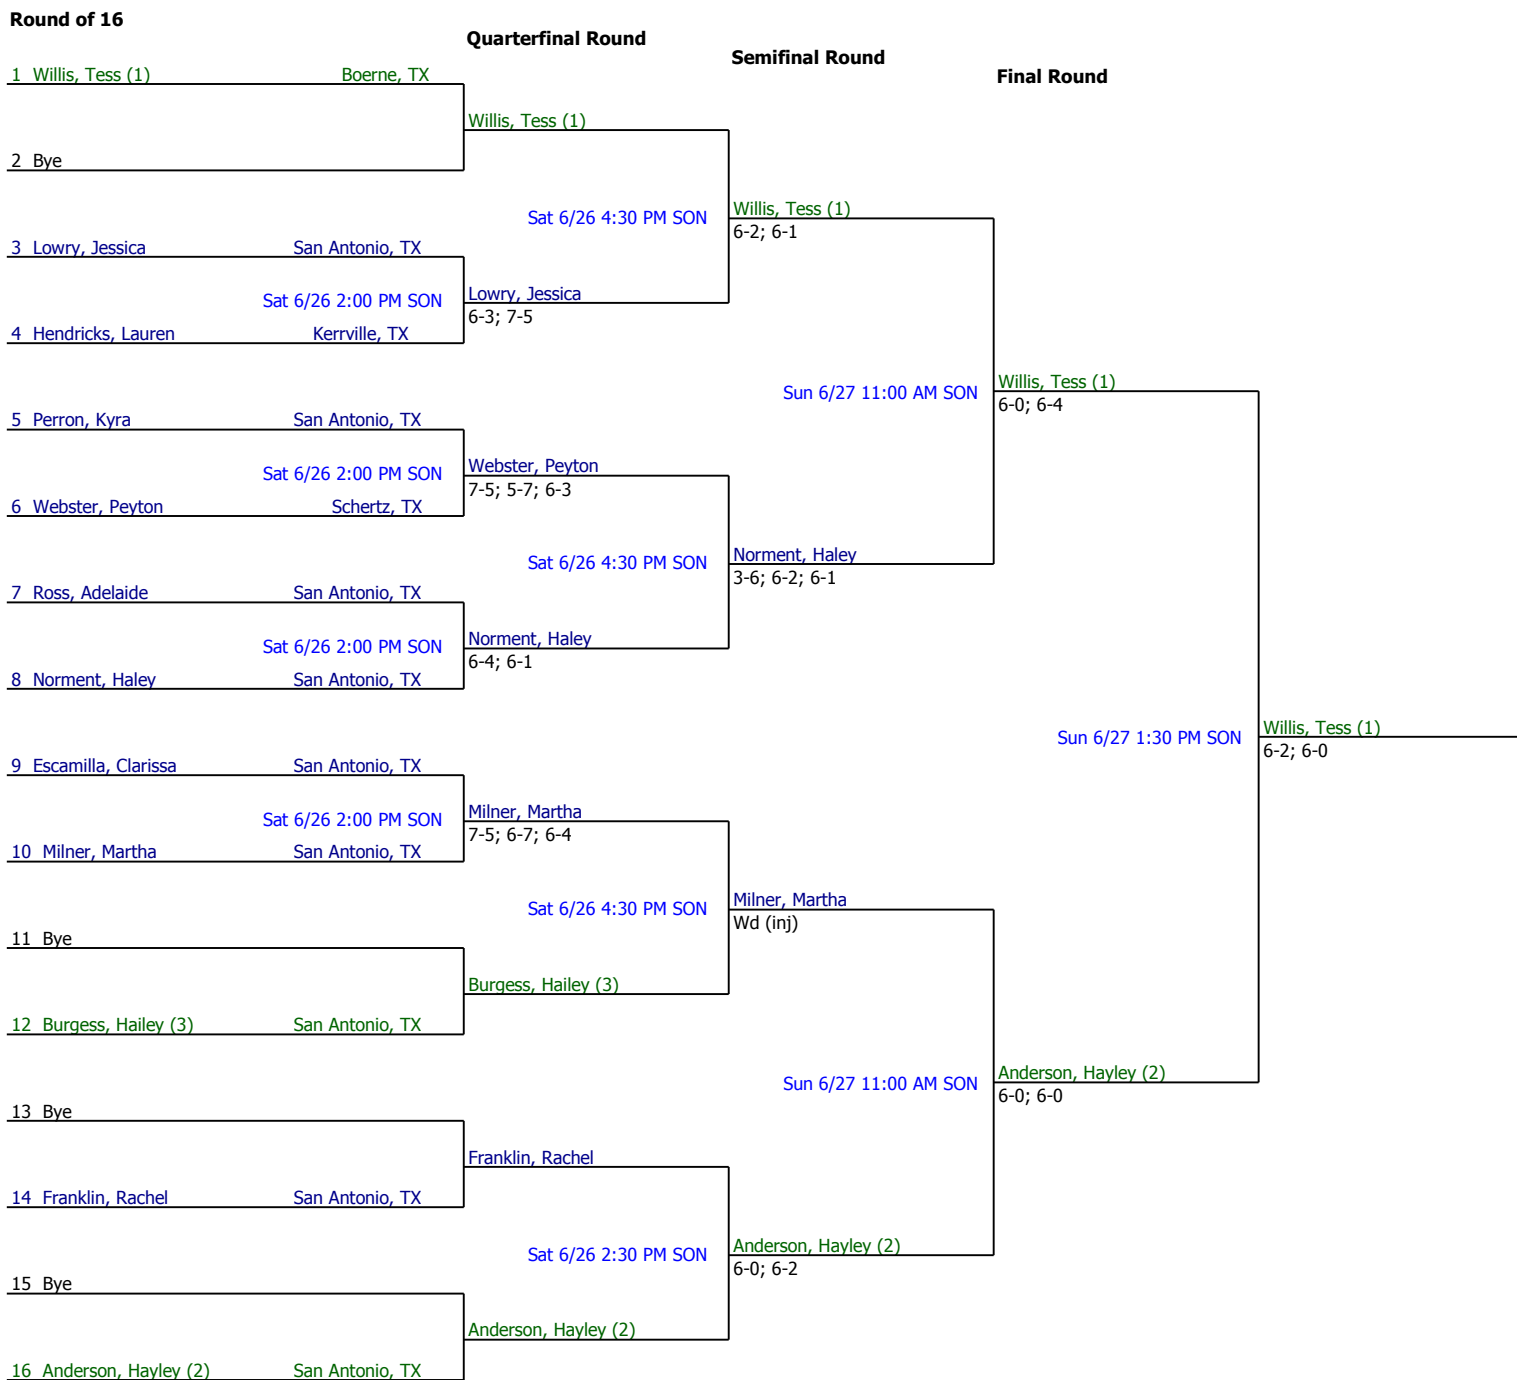 Round of 16
Quarterfinal Round
Semifinal Round
Final Round
1 Willis, Tess (1) Boerne, TX
Willis, Tess (1)
2 Bye
Sat 6/26 4:30 PM SON Willis, Tess (1)
6-2; 6-1
3 Lowry, Jessica San Antonio, TX
Sat 6/26 2:00 PM SON Lowry, Jessica
6-3; 7-5
4 Hendricks, Lauren Kerrville, TX
Sun 6/27 11:00 AM SON Willis, Tess (1)
6-0; 6-4
5 Perron, Kyra San Antonio, TX
Sat 6/26 2:00 PM SON Webster, Peyton
7-5; 5-7; 6-3
6 Webster, Peyton Schertz, TX
Sat 6/26 4:30 PM SON Norment, Haley
3-6; 6-2; 6-1
7 Ross, Adelaide San Antonio, TX
Sat 6/26 2:00 PM SON Norment, Haley
6-4; 6-1
8 Norment, Haley San Antonio, TX
Sun 6/27 1:30 PM SON Willis, Tess (1)
6-2; 6-0
9 Escamilla, Clarissa San Antonio, TX
Sat 6/26 2:00 PM SON Milner, Martha
7-5; 6-7; 6-4
10 Milner, Martha San Antonio, TX
Sat 6/26 4:30 PM SON Milner, Martha
Wd (inj)
11 Bye
Burgess, Hailey (3)
12 Burgess, Hailey (3) San Antonio, TX
Sun 6/27 11:00 AM SON Anderson, Hayley (2)
6-0; 6-0
13 Bye
Franklin, Rachel
14 Franklin, Rachel San Antonio, TX
Sat 6/26 2:30 PM SON Anderson, Hayley (2)
6-0; 6-2
15 Bye
Anderson, Hayley (2)
16 Anderson, Hayley (2) San Antonio, TX